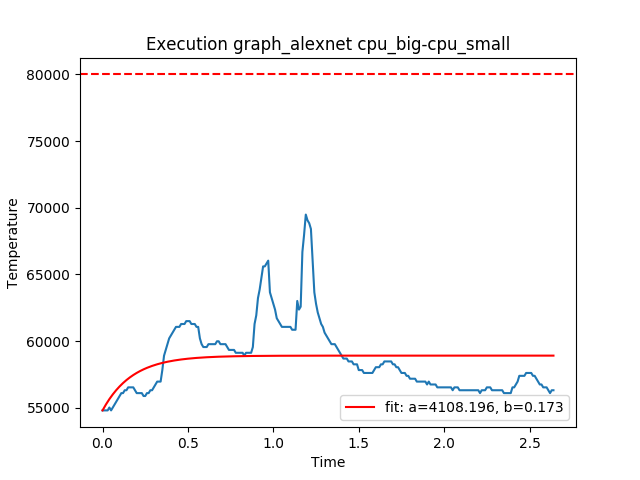 Execution graph_alexnet cpu_big-cpu_small
80000
75000
70000
65000
60000
55000
Temperature
fit: a=4108.196, b=0.173
0.0 0.5 1.0 1.5 2.0 2.5
Time